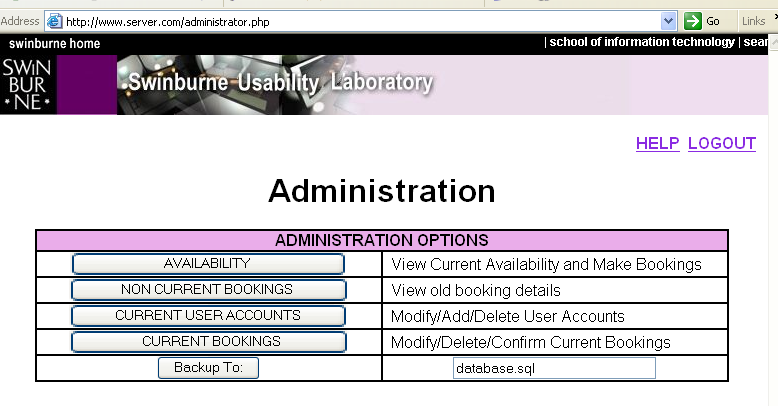 Address http://www.server.com/administrator.php Go Links
swinburne home | school of information technology | sear
SWIN
BUR
* NE *
Swinburne Usability Laboratory
HELP LOGOUT
Administration
ADMINISTRATION OPTIONS
AVAILABILITY View Current Availability and Make Bookings
NON CURRENT BOOKINGS View old booking details
CURRENT USER ACCOUNTS Modify/Add/Delete User Accounts
CURRENT BOOKINGS Modify/Delete/Confirm Current Bookings
Backup To: database.sql